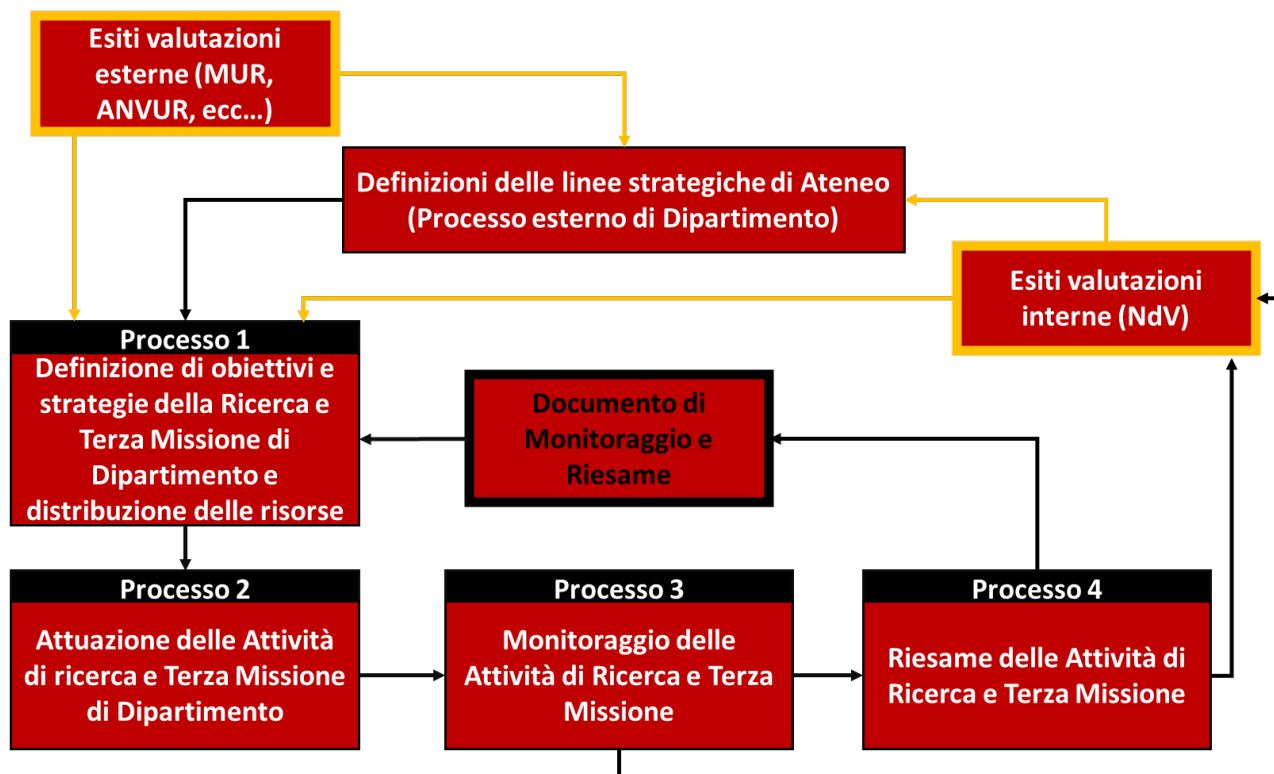 Esiti valutazioni
esterne (MUR,
ANVUR, ecc...)
Definizioni delle linee strategiche di Ateneo
(Processo esterno di Dipartimento)
Esiti valutazioni
interne (NdV)
Processo 1
Definizione di obiettivi e
strategie della Ricerca e
Terza Missione di
Dipartimento e
distribuzione delle risorse
Documento di
Monitoraggio e
Riesame
Processo 2
Attuazione delle Attività
di ricerca e Terza Missione
di Dipartimento
Processo 3
Monitoraggio delle
Attività di Ricerca e Terza
Missione
Processo 4
Riesame delle Attività di
Ricerca e Terza Missione